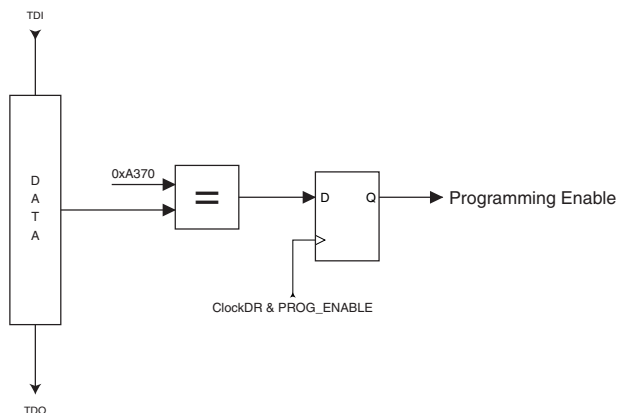 TDI
D
A
T
A
0xA370
=
D
Q
Programming Enable
ClockDR & PROG_ENABLE
TDO